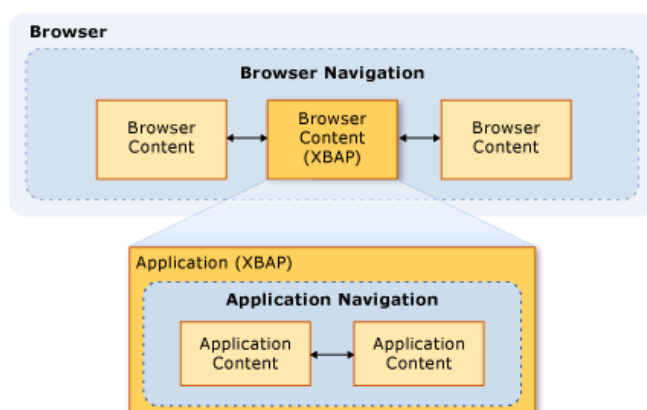 Browser
Browser Navigation
Browser
Content
Browser
Content
(XBAP)
Browser
Content
Application (XBAP)
Application Navigation
Application
Content
Application
Content